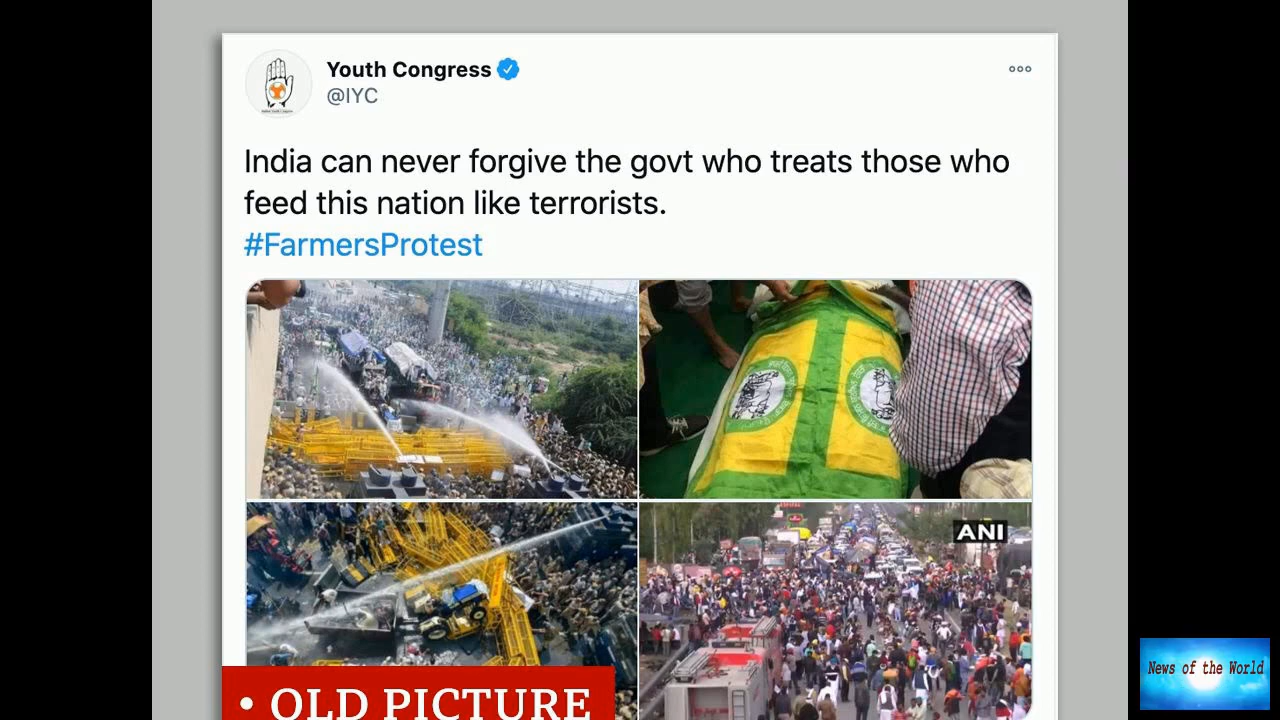 Youth Congress
@IYC
India can never forgive the govt who treats those who
feed this nation like terrorists.
#FarmersProtest
ANI
• OLD PICTURE
News of the World